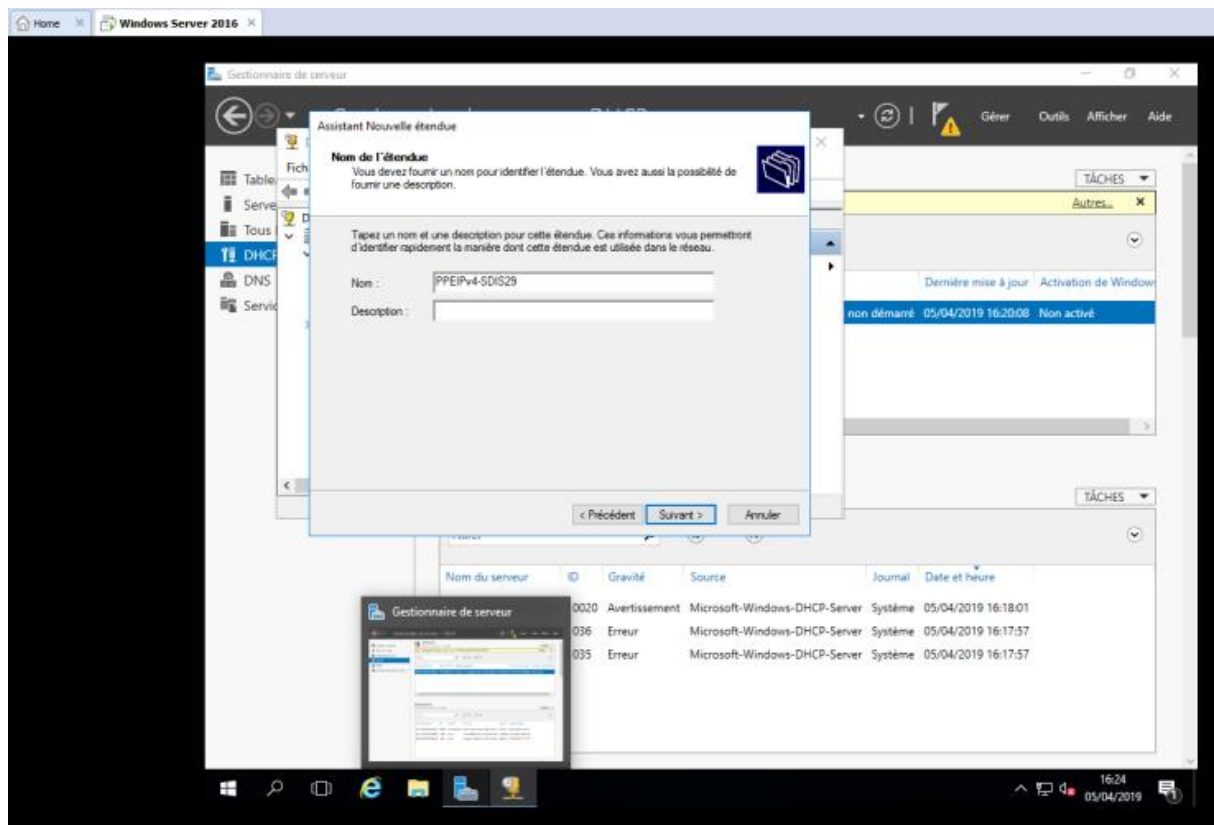 Home
Windows Server 2016
Gestionnaire de serveur
Gérer Outils Afficher Aide
Assistant Nouvelle étendue
Nom de l'étendue
Vous devez fournir un nom pour identifier l'étendue. Vous avez aussi la possibilité de
fournir une description.
Tapez un nom et une description pour cette étendue. Ces informations vous permettront
d'identifier rapidement la manière dont cette étendue est utilisée dans le réseau.
Nom : PPEIPv4-SDIS29
Description :
< Précédent Suivant > Annuler
Fich
Table
Serve
Tous
DHCP
DNS
Servic
TÂCHES
Autres...
Dernière mise à jour Activation de Window
non démarré 05/04/2019 16:20:08 Non activé
TÂCHES
Nom du serveur ID Gravité Source Journal Date et heure
0020 Avertissement Microsoft-Windows-DHCP-Server Système 05/04/2019 16:18:01
036 Erreur Microsoft-Windows-DHCP-Server Système 05/04/2019 16:17:57
035 Erreur Microsoft-Windows-DHCP-Server Système 05/04/2019 16:17:57
Gestionnaire de serveur
16:24
05/04/2019